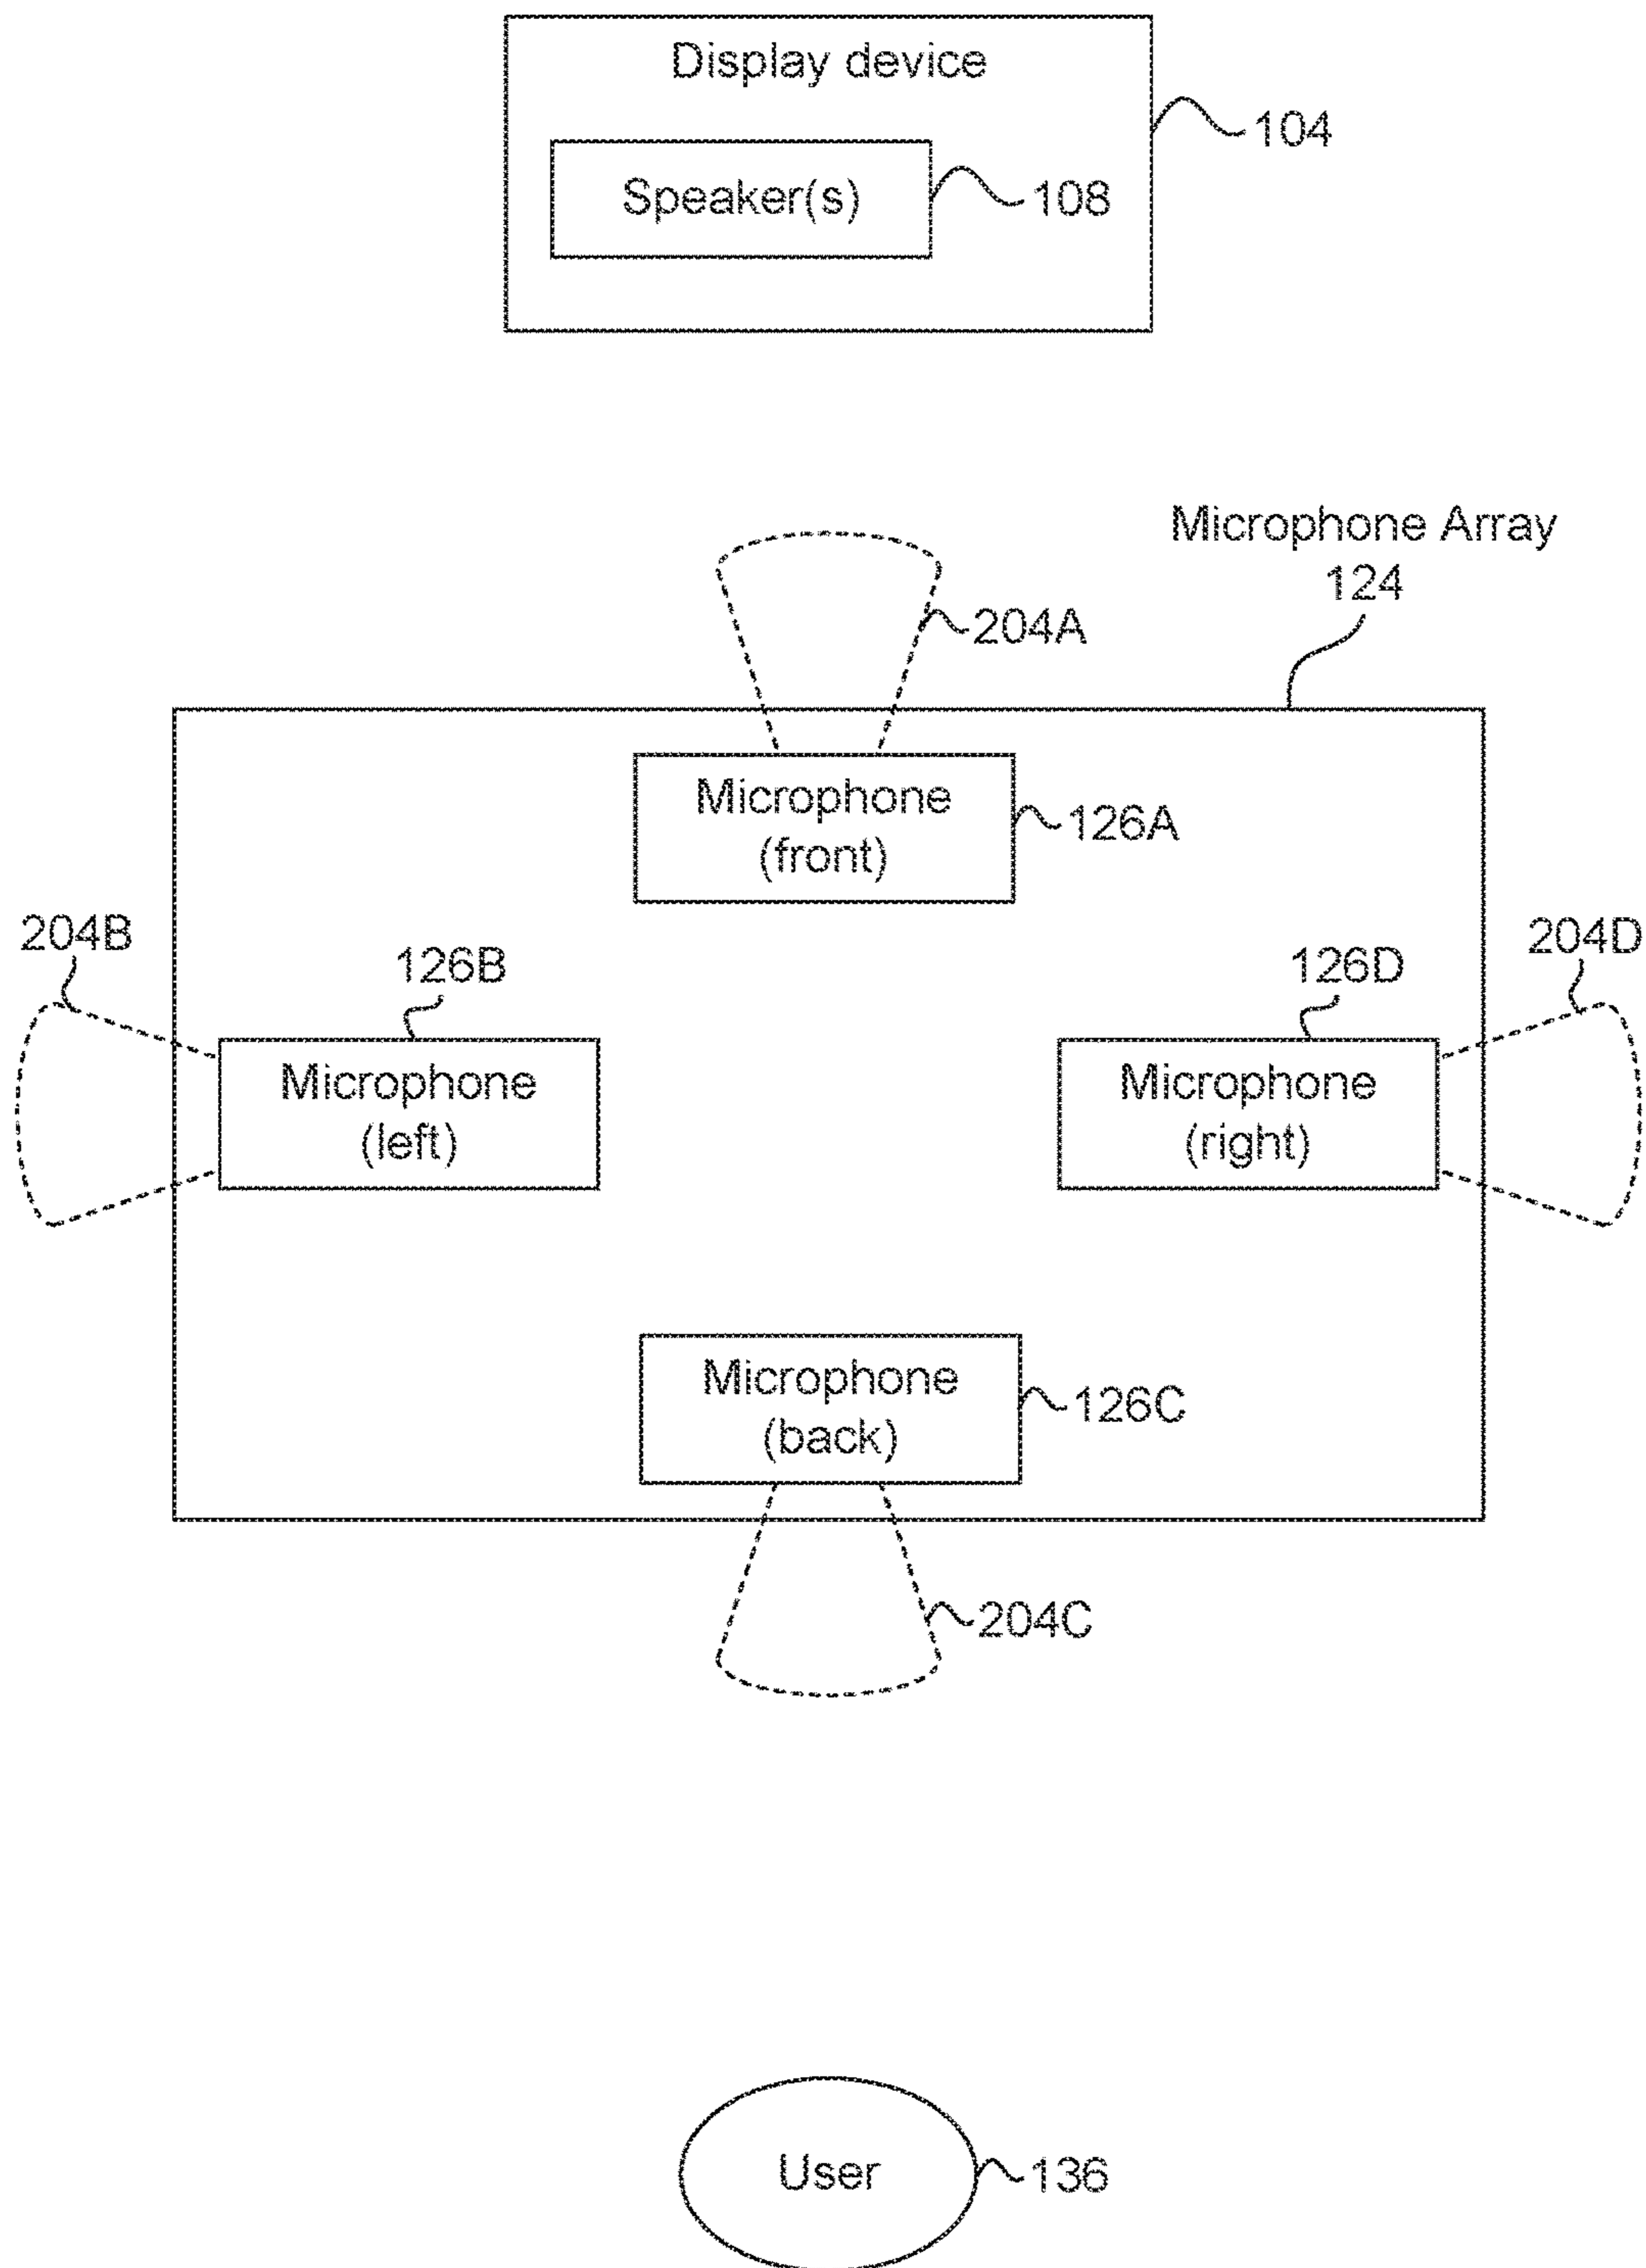 Display device
104
Speaker(s)
108
Microphone Array
124
204A
Microphone
(front)
126A
204B
126B
126D
204D
Microphone
(left)
Microphone
(right)
Microphone
(back)
126C
204C
User
136